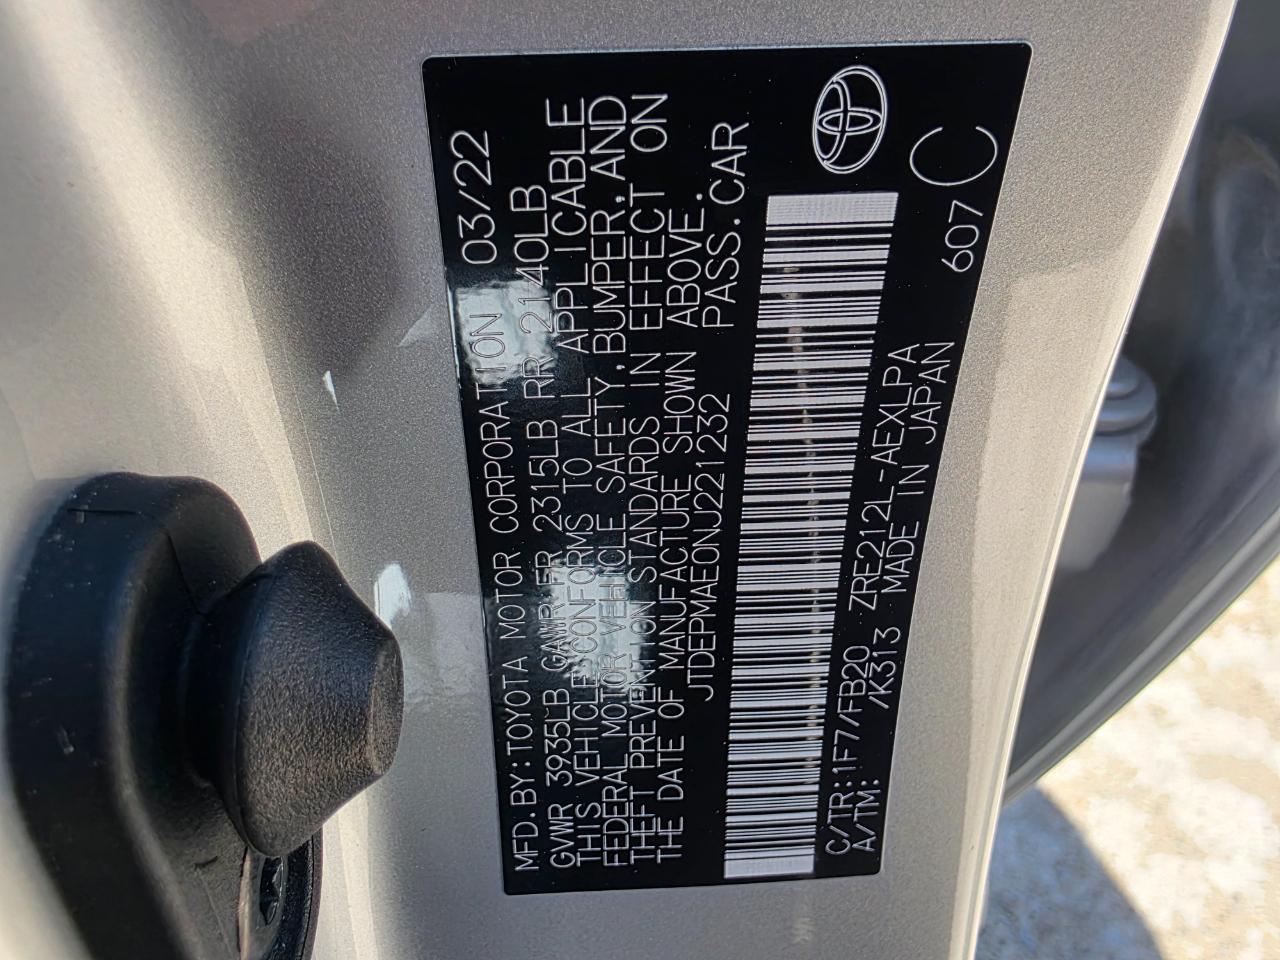 MFD.BY:TOYOTA MOTOR CORPORATION 03/22
GVWR 3935LB GAWR FR 2315LB RR 2140LB
THIS VEHICLE CONFORMS TO ALL APPLICABLE
FEDERAL MOTOR VEHICLE SAFETY,BUMPER,AND
THEFT PREVENTION STANDARDS IN EFFECT ON
THE DATE OF MANUFACTURE SHOWN ABOVE.
JTDEPMAE0NJ221232 PASS.CAR
C/TR:1F7/FB20 ZRE212L-AEXLPA 607 C
A/TM: /K313 MADE IN JAPAN